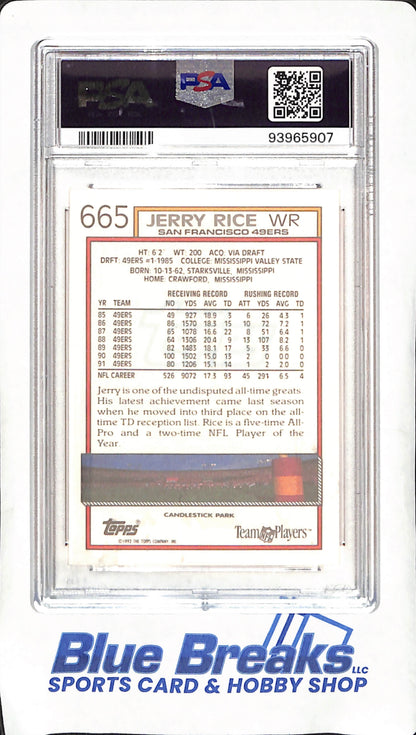 PSA
PSA
93965907
665 JERRY RICE WR
SAN FRANCISCO 49ERS
HT: 6'2" WT: 200 ACQ: VIA DRAFT
DRFT: 49ERS #1-1985 COLLEGE: MISSISSIPPI VALLEY STATE
BORN: 10-13-62, STARKSVILLE, MISSISSIPPI
HOME: CRAWFORD, MISSISSIPPI
RECEIVING RECORD RUSHING RECORD
YR TEAM NO YDS AVG TD ATT YDS AVG TD
85 49ERS 49 927 18.9 3 6 26 4.3 1
86 49ERS 86 1570 18.3 15 10 72 7.2 1
87 49ERS 65 1078 16.6 22 8 51 6.4 1
88 49ERS 64 1306 20.4 9 13 107 8.2 1
89 49ERS 82 1483 18.1 17 5 33 6.6 0
90 49ERS 100 1502 15.0 13 2 0 0.0 0
91 49ERS 80 1206 15.1 14 1 2 2.0 0
NFL CAREER 526 9072 17.3 93 45 291 6.5 4
Jerry is one of the undisputed all-time greats.
His latest achievement came last season
when he moved into third place on the all-
time TD reception list. Rice is a five-time All-
Pro and a two-time NFL Player of the
Year.
CANDLESTICK PARK
Topps Team NFL Players™
©1992 THE TOPPS COMPANY, INC.
Blue Breaks LLC
SPORTS CARD & HOBBY SHOP